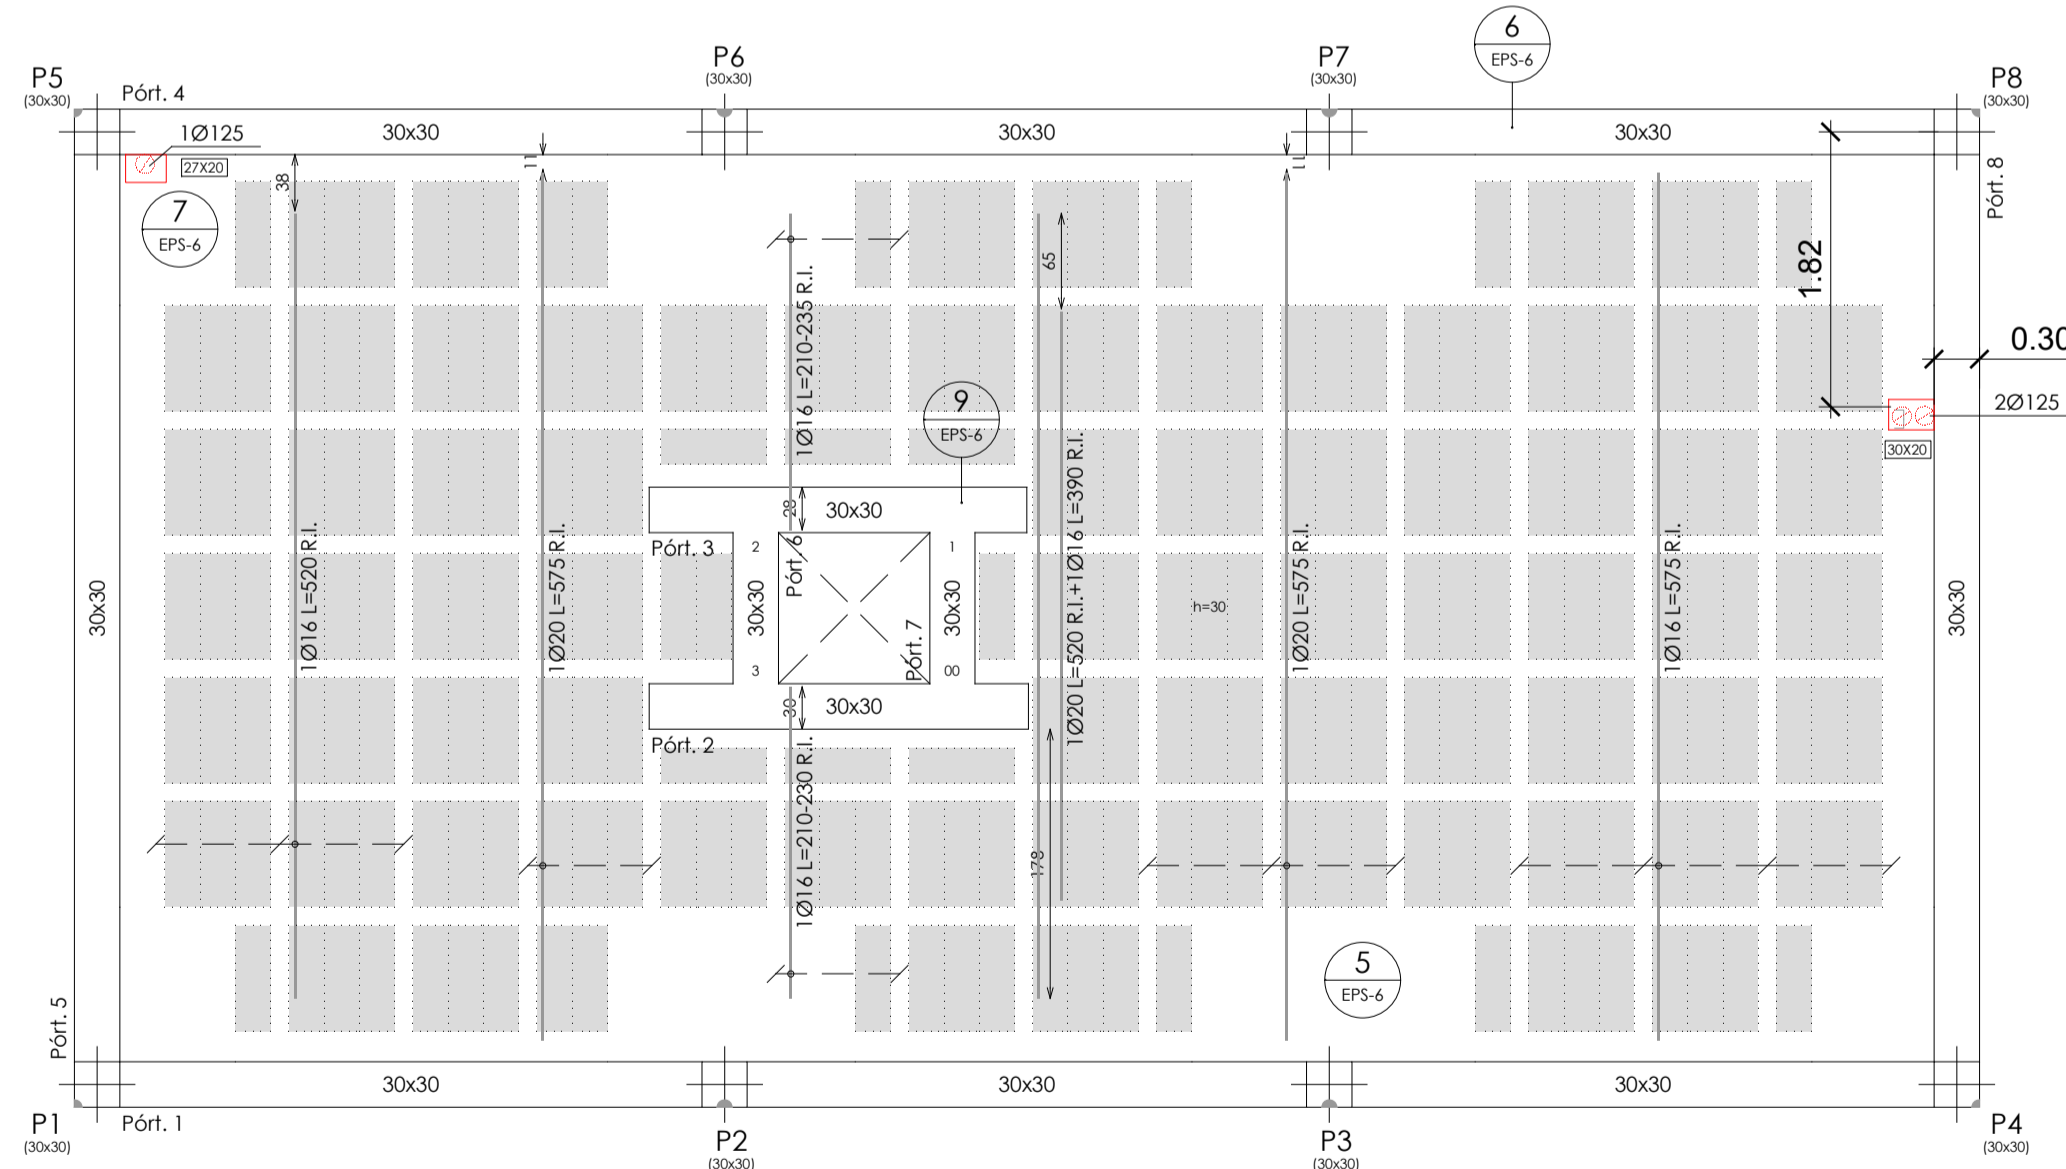 6
EPS-6
P5
(30x30)
P6
(30x30)
P7
(30x30)
P8
(30x30)
Pórt. 4
1Ø125
30x30
30x30
30x30
27X20
38
11
11
Pórt. 8
7
EPS-6
65
1.82
1Ø16 L=210-235 R.I.
0.30
2Ø125
30X20
9
EPS-6
28
30x30
Pórt. 3
2
1
Pórt. 6
30x30
30x30
30x30
30x30
1Ø16 L=520 R.I.
1Ø20 L=575 R.I.
1Ø20 L=520 R.I.+1Ø16 L=390 R.I.
1Ø20 L=575 R.I.
1Ø16 L=575 R.I.
h=30
Pórt. 7
3
00
30
30x30
Pórt. 2
1Ø16 L=210-230 R.I.
178
5
EPS-6
Pórt. 5
30x30
30x30
30x30
P1
(30x30)
Pórt. 1
P2
(30x30)
P3
(30x30)
P4
(30x30)